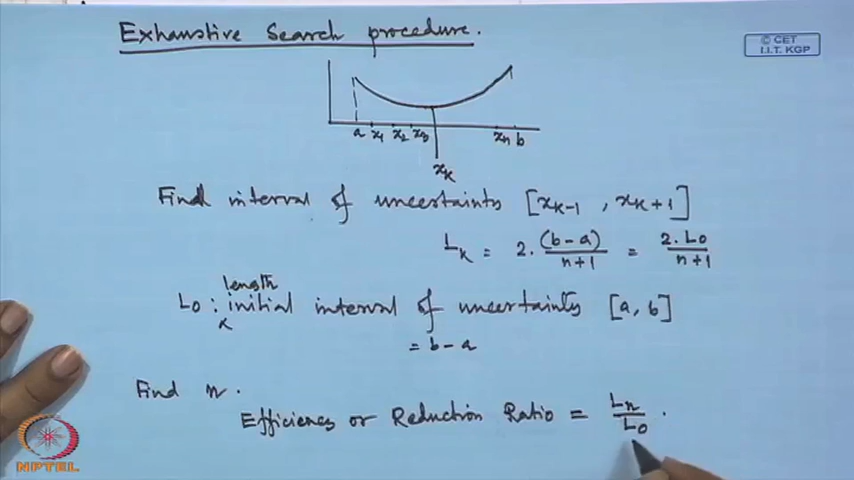 Exhaustive Search procedure.
© CET
I.I.T. KGP
a x1 x2 x3 xn b
xK
Find interval of uncertainty [xK-1 , xK+1]
LK = 2. (b-a)/n+1 = 2. L0/n+1
length
L0 : initial interval of uncertainty [a, b]
= b-a
Find n.
Efficiency or Reduction Ratio = Ln/L0 .
NPTEL